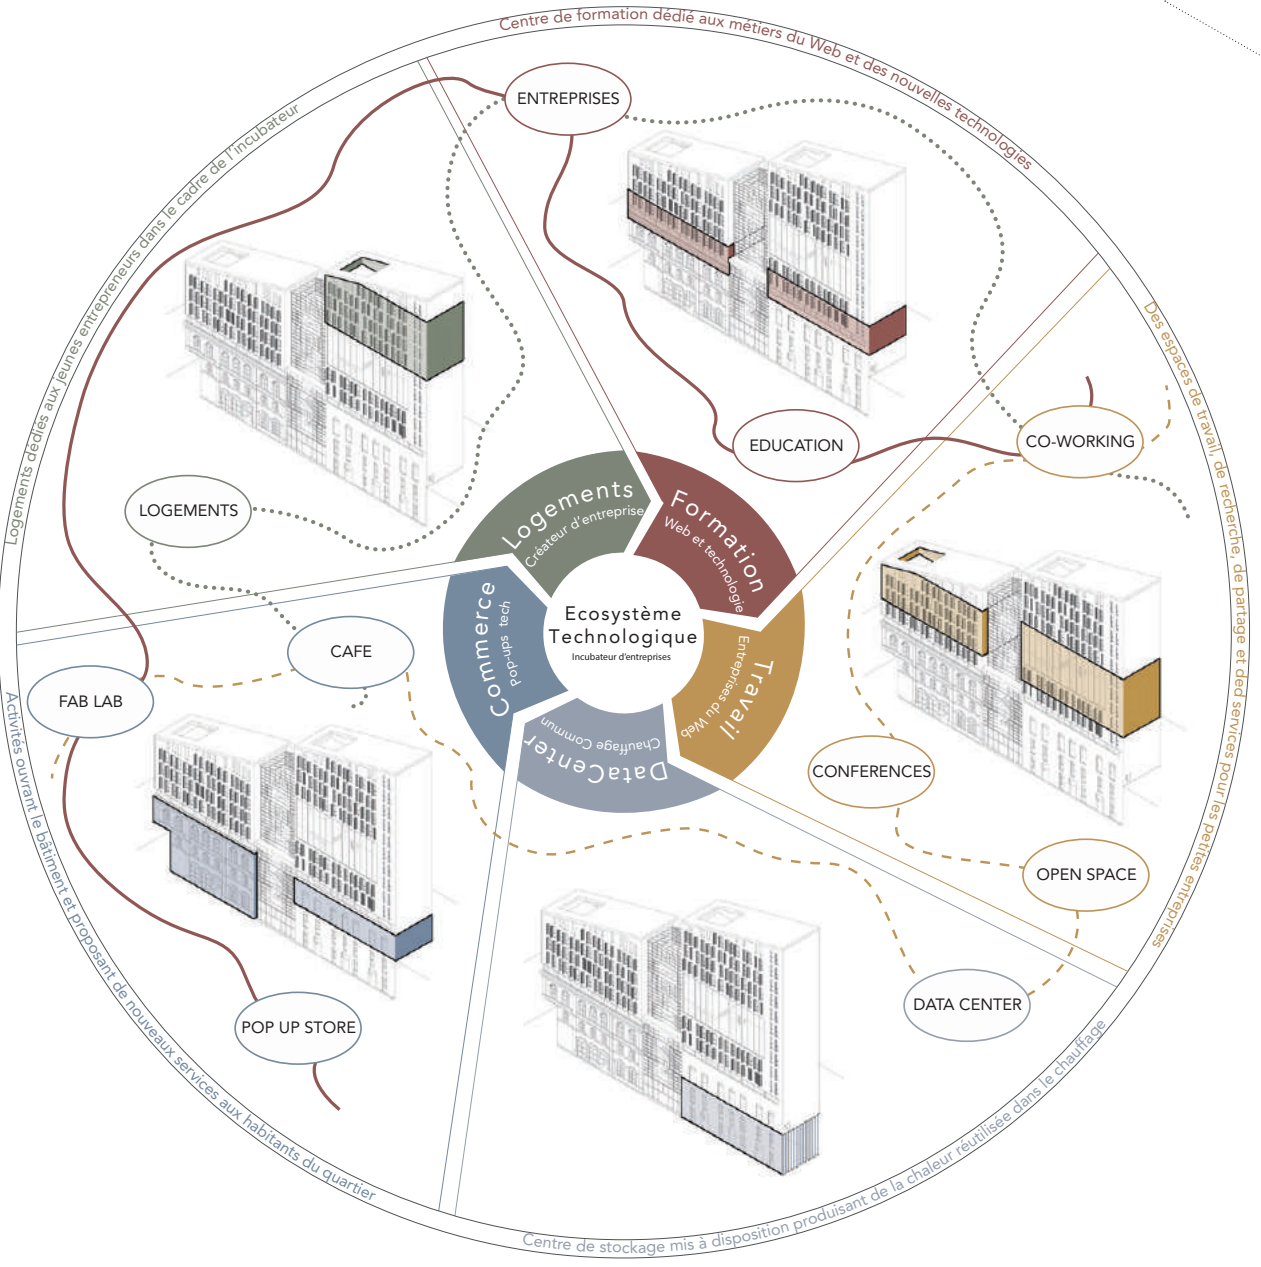 Centre de formation dédié aux métiers du Web et des nouvelles technologies
Logements dédiés aux jeunes entrepreneurs dans le cadre de l'incubateur
Des espaces de travail, de recherche, de partage et ded services pour les petites entreprises
Activités ouvrant le bâtiment et proposant de nouveaux services aux habitants du quartier
Centre de stockage mis à disposition produisant de la chaleur réutilisée dans le chauffage
ENTREPRISES
EDUCATION
CO-WORKING
LOGEMENTS
CAFE
FAB LAB
CONFERENCES
OPEN SPACE
DATA CENTER
POP UP STORE
Logements
Créateur d'entreprise
Formation
Web et technologie
Commerce
Pop-ups tech
Travail
Entreprises du Web
DataCenter
Chauffage Commun
Ecosystème
Technologique
Incubateur d'entreprises